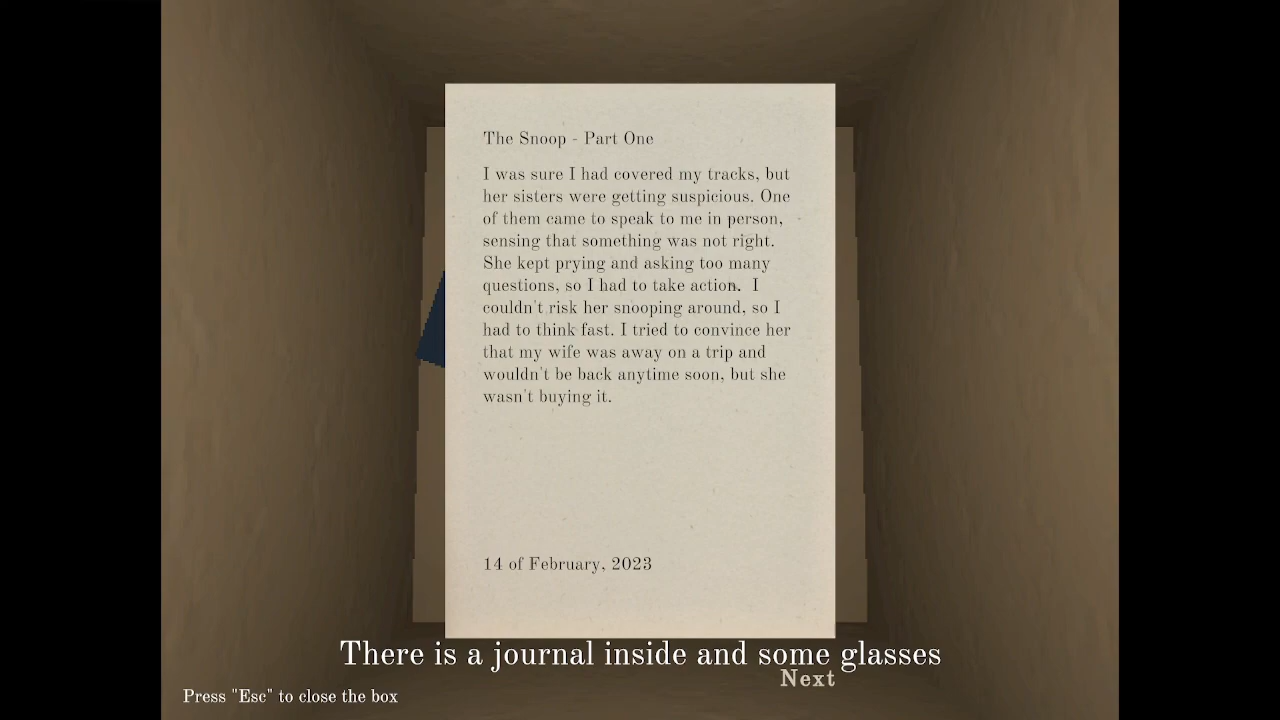 The Snoop - Part One
I was sure I had covered my tracks, but
her sisters were getting suspicious. One
of them came to speak to me in person,
sensing that something was not right.
She kept prying and asking too many
questions, so I had to take action.  I
couldn't risk her snooping around, so I
had to think fast. I tried to convince her
that my wife was away on a trip and
wouldn't be back anytime soon, but she
wasn't buying it.
14 of February, 2023
There is a journal inside and some glasses
Next
Press "Esc" to close the box